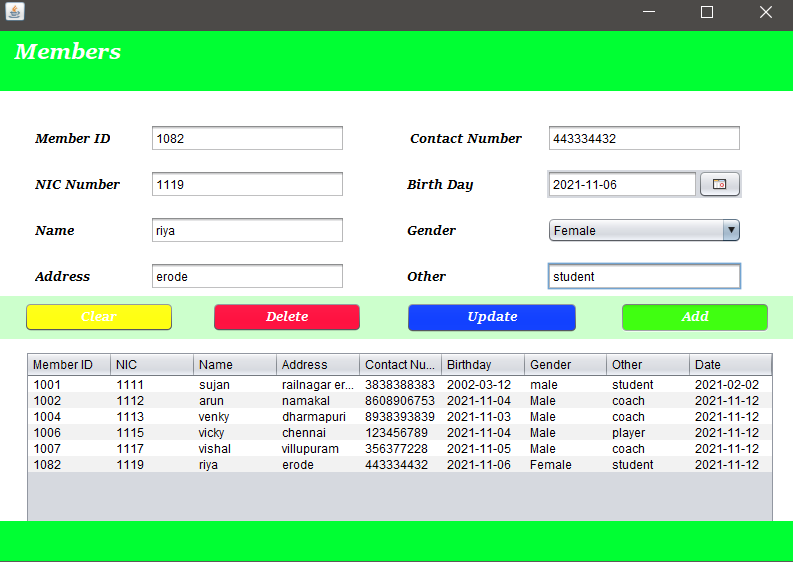 Members
Member ID 1082 Contact Number 443334432
NIC Number 1119 Birth Day 2021-11-06
Name riya Gender Female
Address erode Other student
Clear Delete Update Add
Member ID NIC Name Address Contact Nu... Birthday Gender Other Date
1001 1111 sujan railnagar er... 3838388383 2002-03-12 male student 2021-02-02
1002 1112 arun namakal 8608906753 2021-11-04 Male coach 2021-11-12
1004 1113 venky dharmapuri 8938393839 2021-11-03 Male coach 2021-11-12
1006 1115 vicky chennai 123456789 2021-11-04 Male player 2021-11-12
1007 1117 vishal villupuram 356377228 2021-11-05 Male coach 2021-11-12
1082 1119 riya erode 443334432 2021-11-06 Female student 2021-11-12